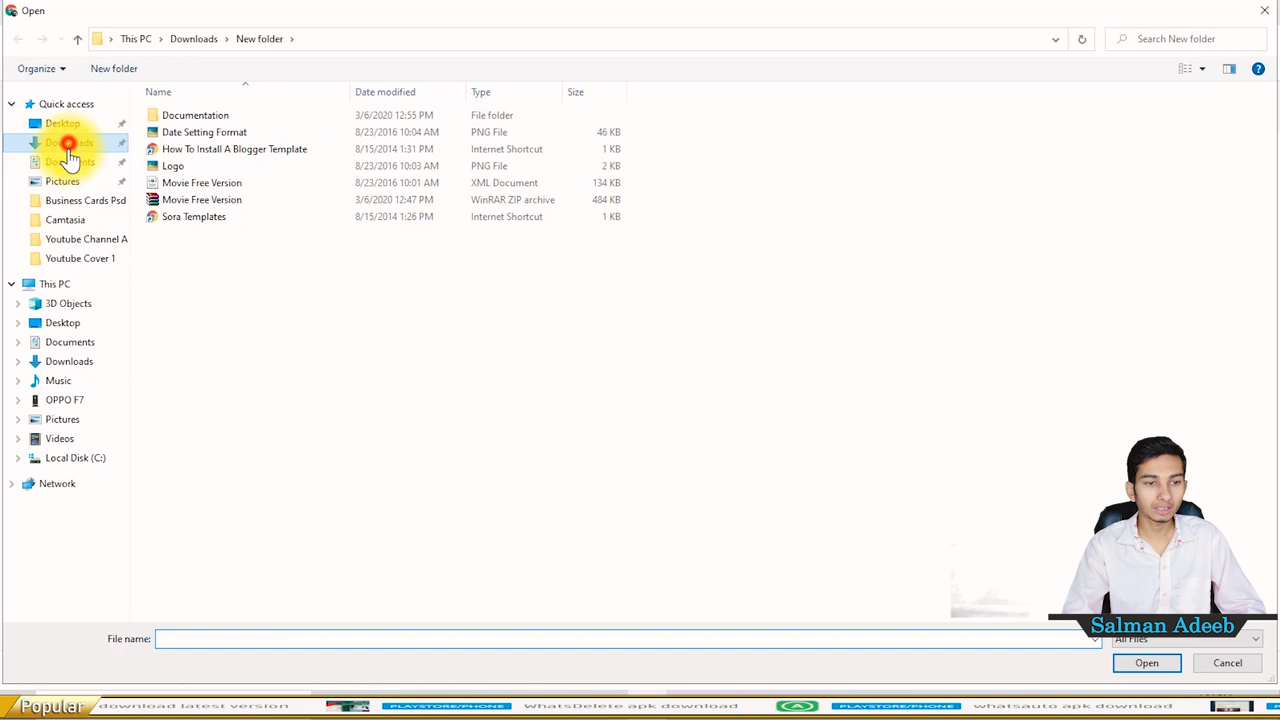 Open
This PC > Downloads > New folder >
Search New folder
Organize
New folder
Name
Date modified
Type
Size
Quick access
Desktop
Downloads
Documents
Pictures
Business Cards Psd
Camtasia
Youtube Channel A
Youtube Cover 1
This PC
3D Objects
Desktop
Documents
Downloads
Music
OPPO F7
Pictures
Videos
Local Disk (C:)
Network
Documentation 3/6/2020 12:55 PM File folder
Date Setting Format 8/23/2016 10:04 AM PNG File 46 KB
How To Install A Blogger Template 8/15/2014 1:31 PM Internet Shortcut 1 KB
Logo 8/23/2016 10:03 AM PNG File 2 KB
Movie Free Version 8/23/2016 10:01 AM XML Document 134 KB
Movie Free Version 3/6/2020 12:47 PM WinRAR ZIP archive 484 KB
Sora Templates 8/15/2014 1:26 PM Internet Shortcut 1 KB
Salman Adeeb
File name:
All Files
Open
Cancel
Popular
download latest version
PLAYSTORE/PHONE
WhatsDelete apk download
PLAYSTORE/PHONE
whatsauto apk download